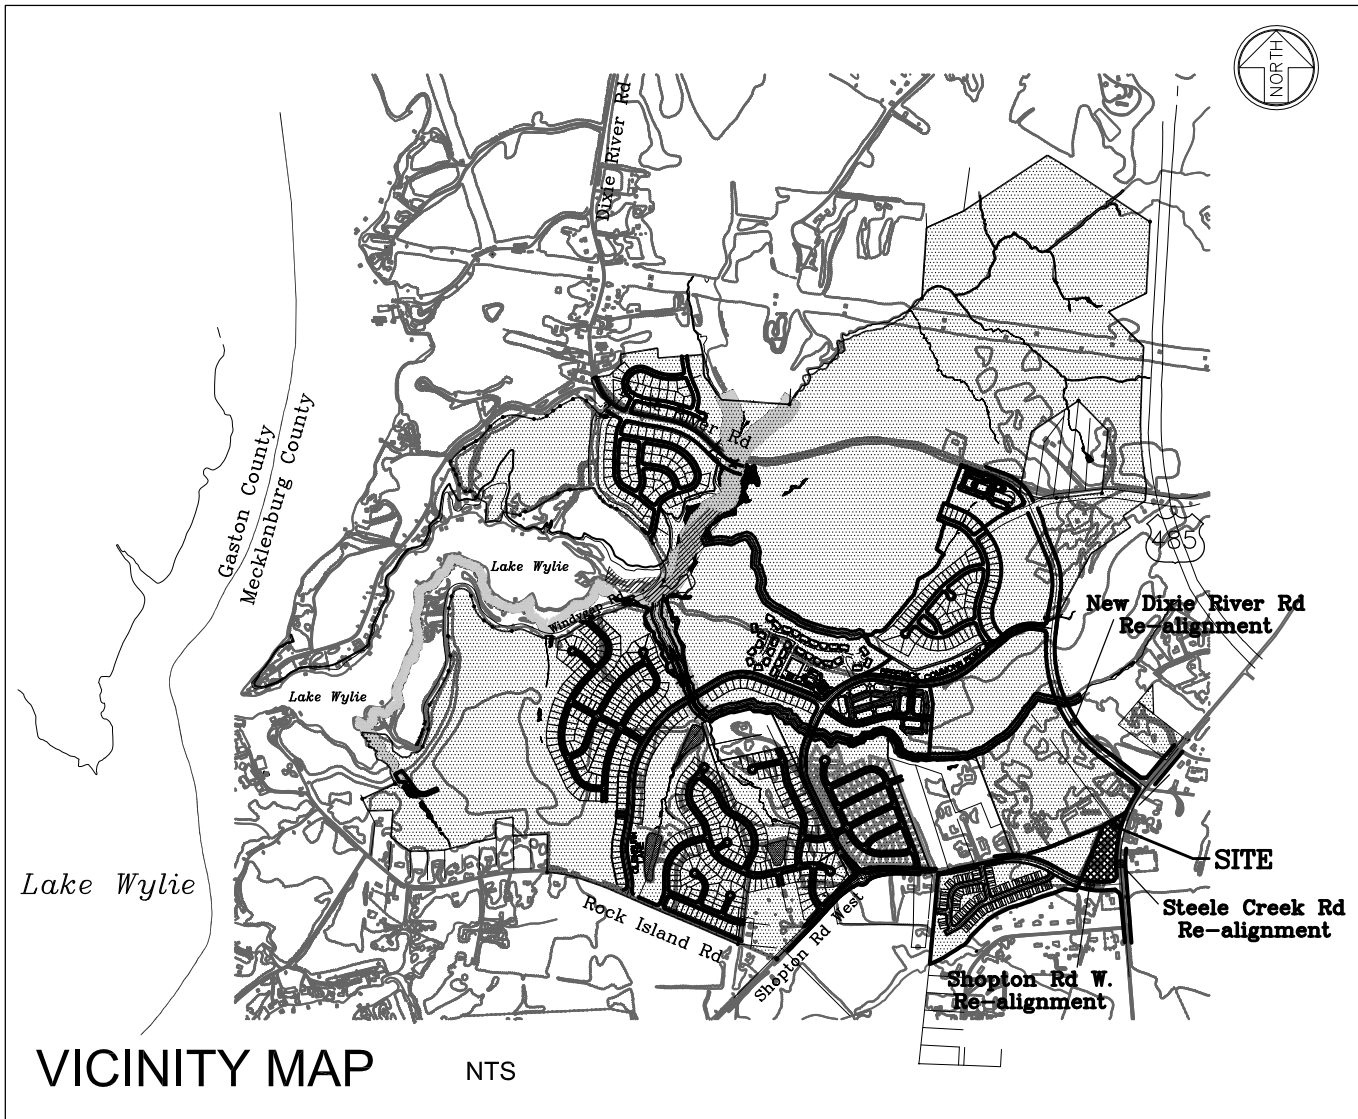 NORTH
Dixie River Rd
Gaston County
Mecklenburg County
River Rd
485
Lake Wylie
Windygap
New Dixie River Rd
Re-alignment
Lake Wylie
SITE
Lake Wylie
Rock Island Rd
Shopton Rd West
Steele Creek Rd
Re-alignment
Shopton Rd W.
Re-alignment
VICINITY MAP
NTS